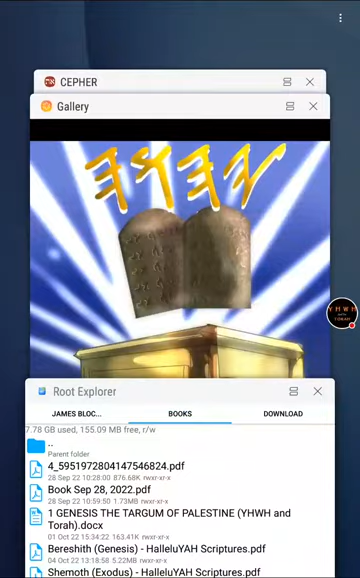 CEPHER
Gallery
𐤉𐤄𐤅𐤄
YHWH
TORAH
Root Explorer
JAMES BLOC... BOOKS DOWNLOAD
7.78 GB used, 155.09 MB free, r/w
..
Parent folder
4_5951972804147546824.pdf
28 Sep 22 10:28:00 876.68K rwxr-xr-x
Book Sep 28, 2022.pdf
28 Sep 22 10:59:50 1.73MB rwxr-xr-x
1 GENESIS THE TARGUM OF PALESTINE (YHWH and
Torah).docx
01 Oct 22 15:34:22 163.41K rwxr-xr-x
Bereshith (Genesis) - HalleluYAH Scriptures.pdf
04 Oct 22 13:18:58 5.22MB rwxr-xr-x
Shemoth (Exodus) - HalleluYAH Scriptures.pdf